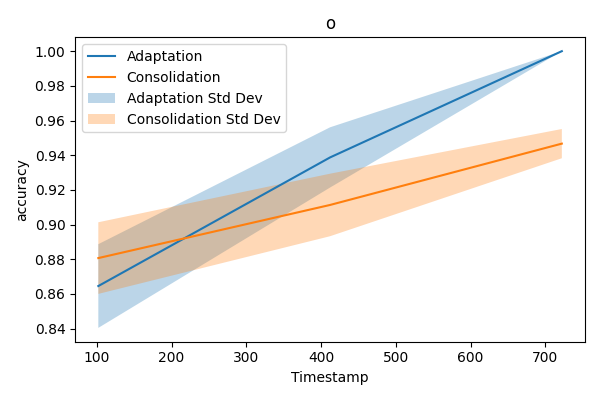 o
1.00
0.98
0.96
0.94
0.92
0.90
0.88
0.86
0.84
accuracy
Adaptation
Consolidation
Adaptation Std Dev
Consolidation Std Dev
100 200 300 400 500 600 700
Timestamp